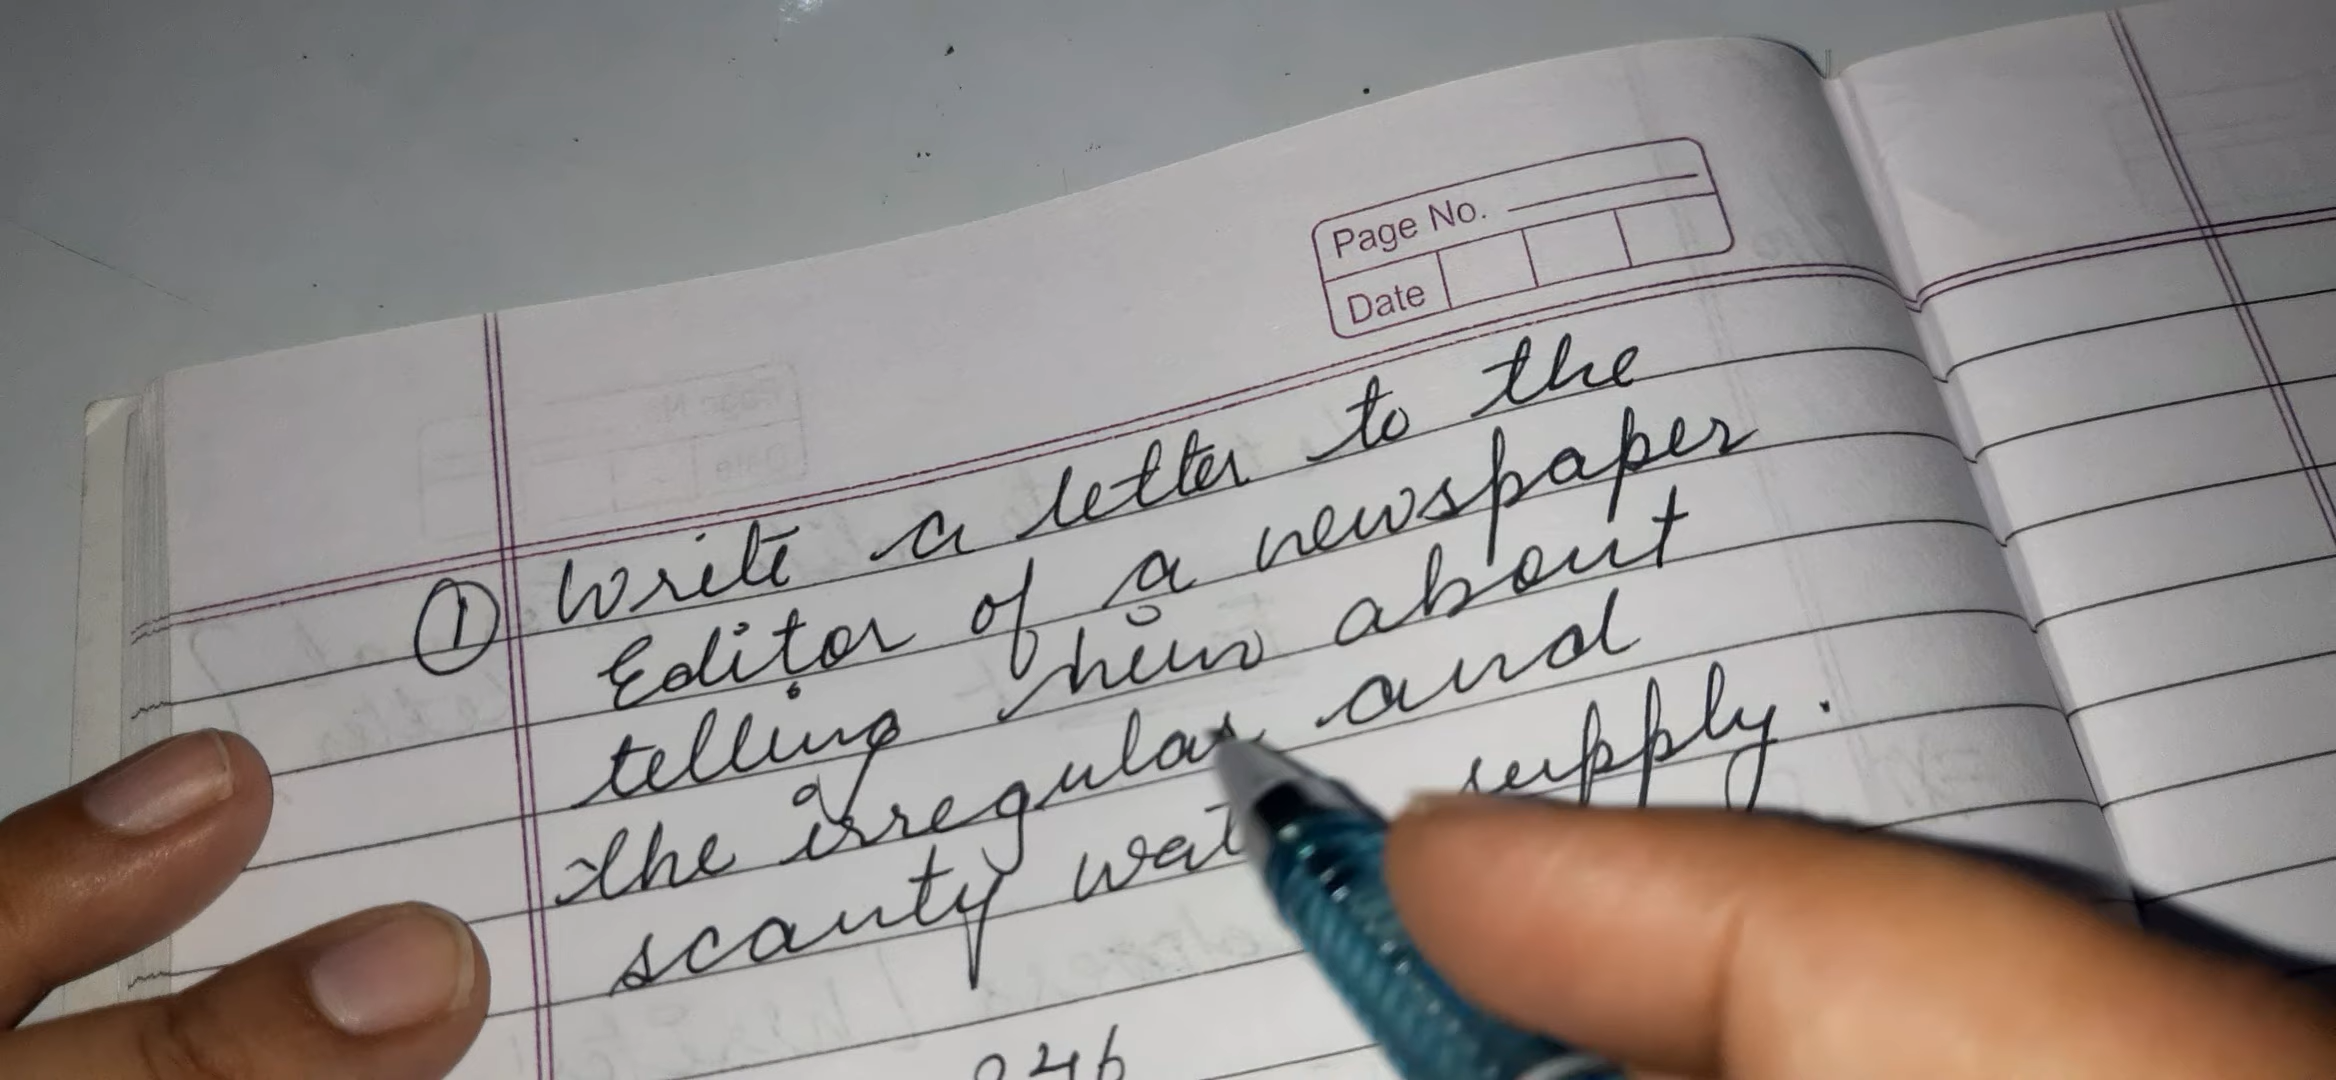 Page No.
Date
① Write a letter to the
Editor of a newspaper
telling him about
the irregular and
scanty wat supply.
246